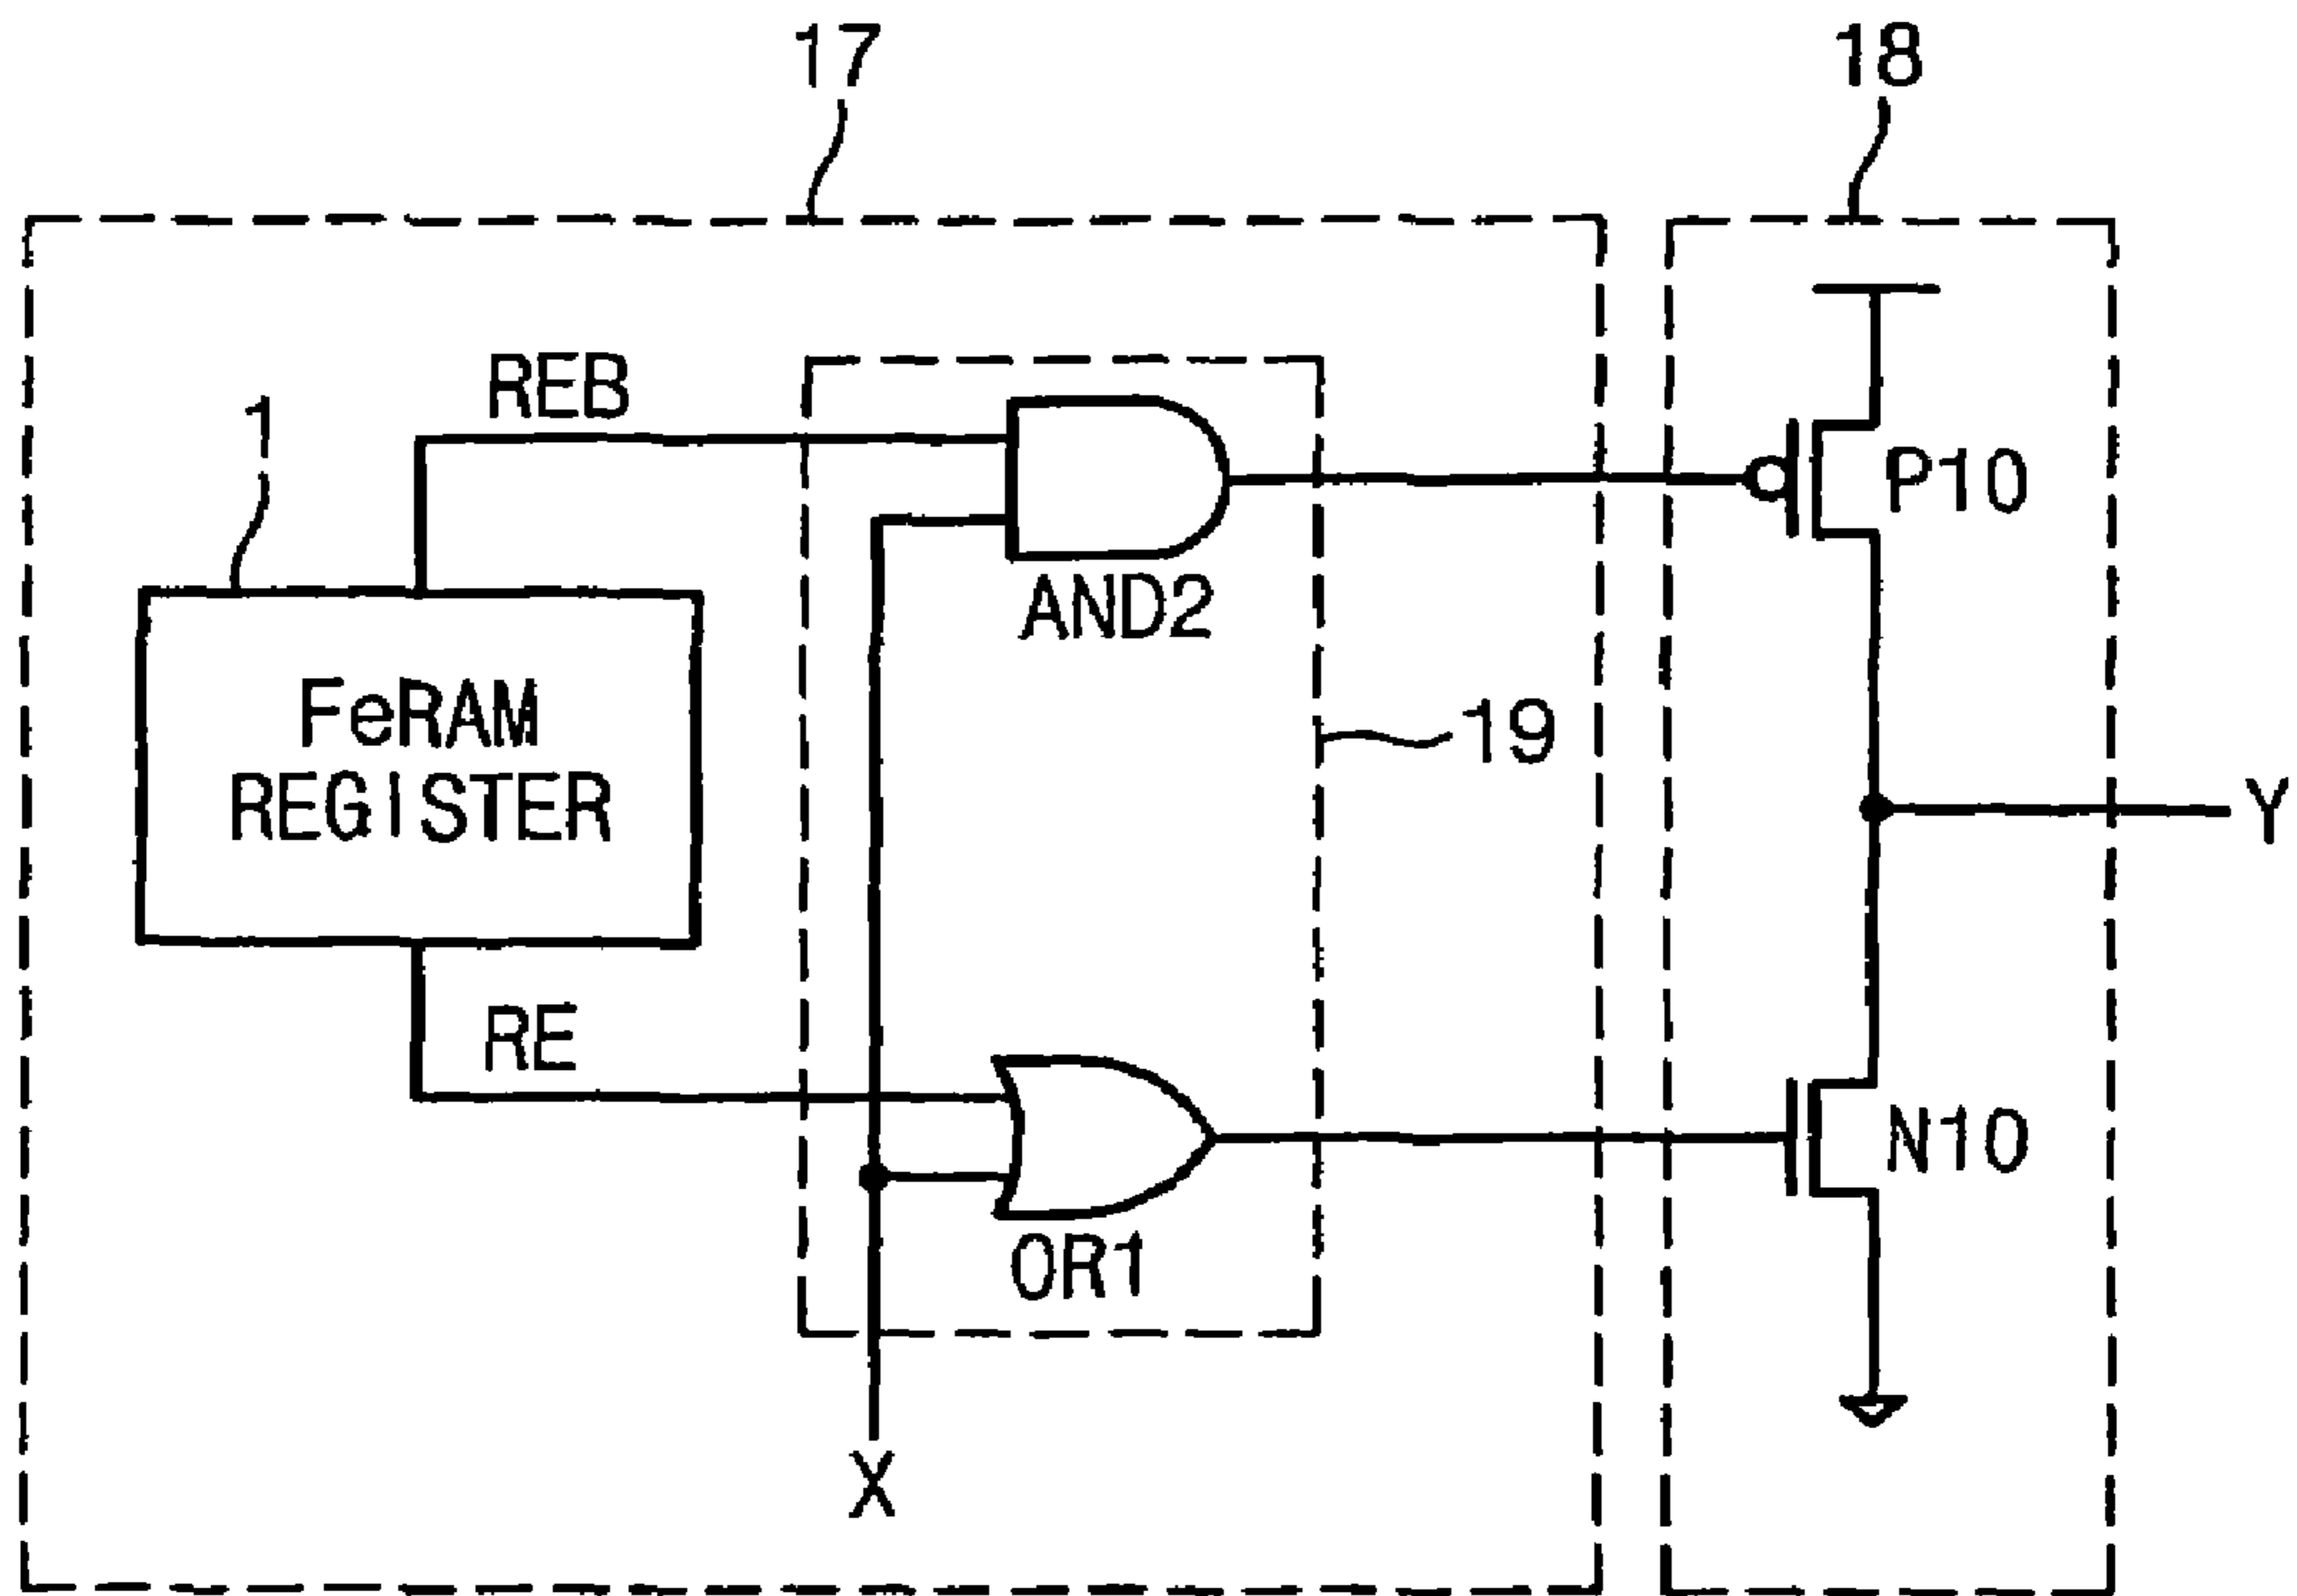 17
18
REB
1
P10
AND2
FeRAM
REGISTER
19
Y
RE
N10
OR1
X